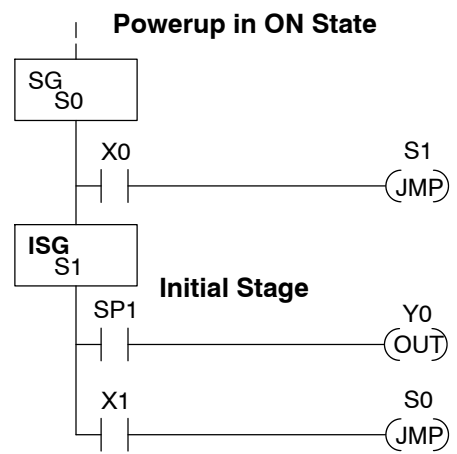 Powerup in ON State
SG
S0
X0
S1
JMP
ISG
S1
Initial Stage
SP1
Y0
OUT
X1
S0
JMP